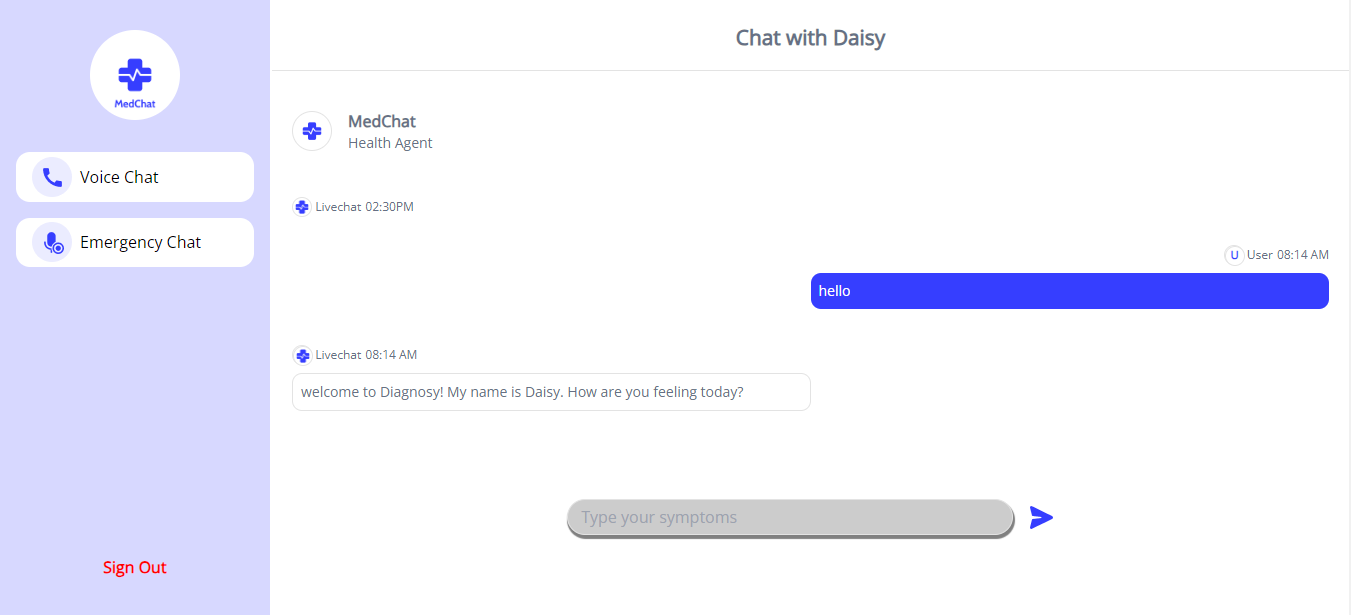 Chat with Daisy
MedChat
Voice Chat
Emergency Chat
Sign Out
MedChat
Health Agent
Livechat 02:30PM
U User 08:14 AM
hello
Livechat 08:14 AM
welcome to Diagnosy! My name is Daisy. How are you feeling today?
Type your symptoms